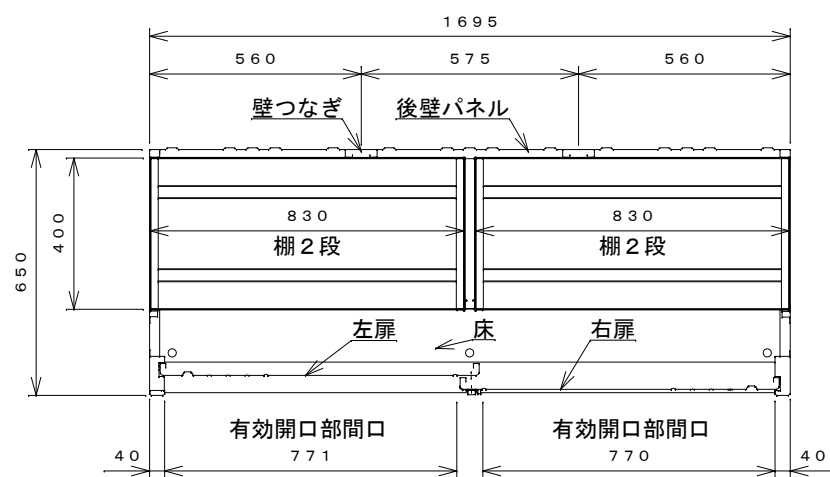 1695
560 575 560
壁つなぎ 後壁パネル
650
400
830 830
棚2段 棚2段
左扉 床 右扉
有効開口部間口 有効開口部間口
40 771 770 40